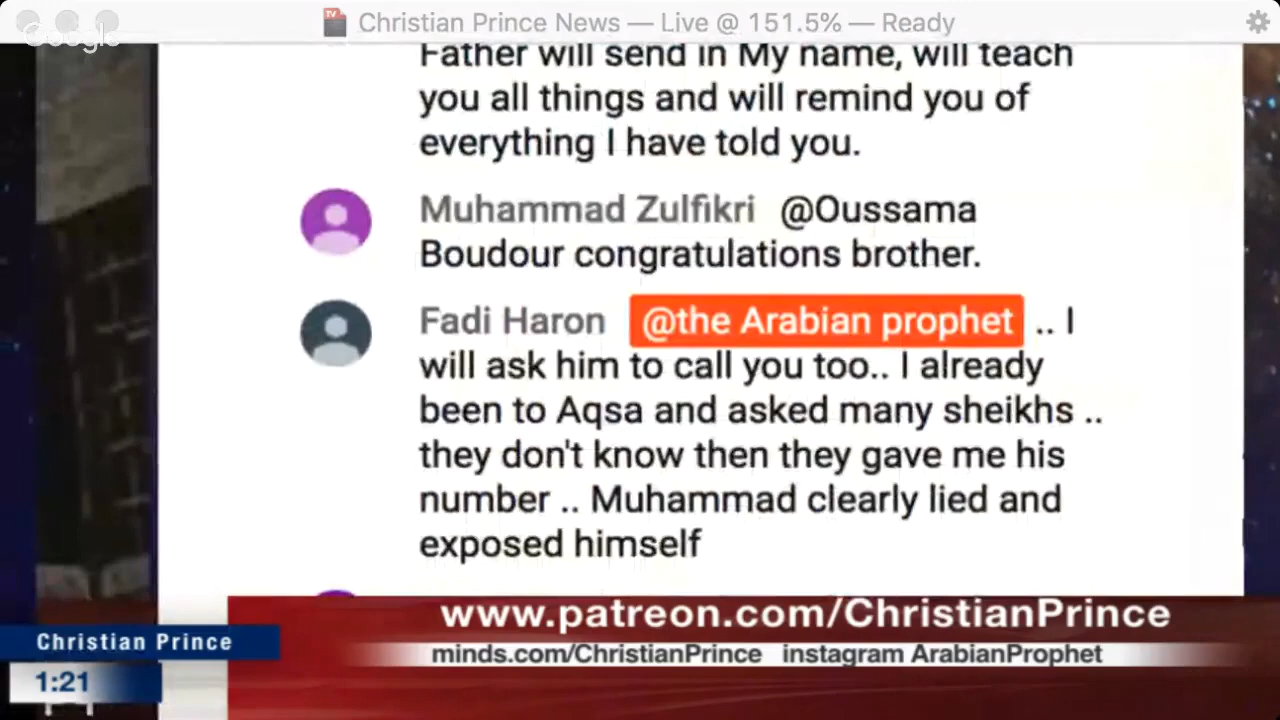 Christian Prince News — Live @ 151.5% — Ready
Google
Father will send in My name, will teach
you all things and will remind you of
everything I have told you.
Muhammad Zulfikri @Oussama
Boudour congratulations brother.
Fadi Haron @the Arabian prophet .. I
will ask him to call you too.. I already
been to Aqsa and asked many sheikhs ..
they don't know then they gave me his
number .. Muhammad clearly lied and
exposed himself
www.patreon.com/ChristianPrince
Christian Prince
minds.com/ChristianPrince instagram ArabianProphet
1:21